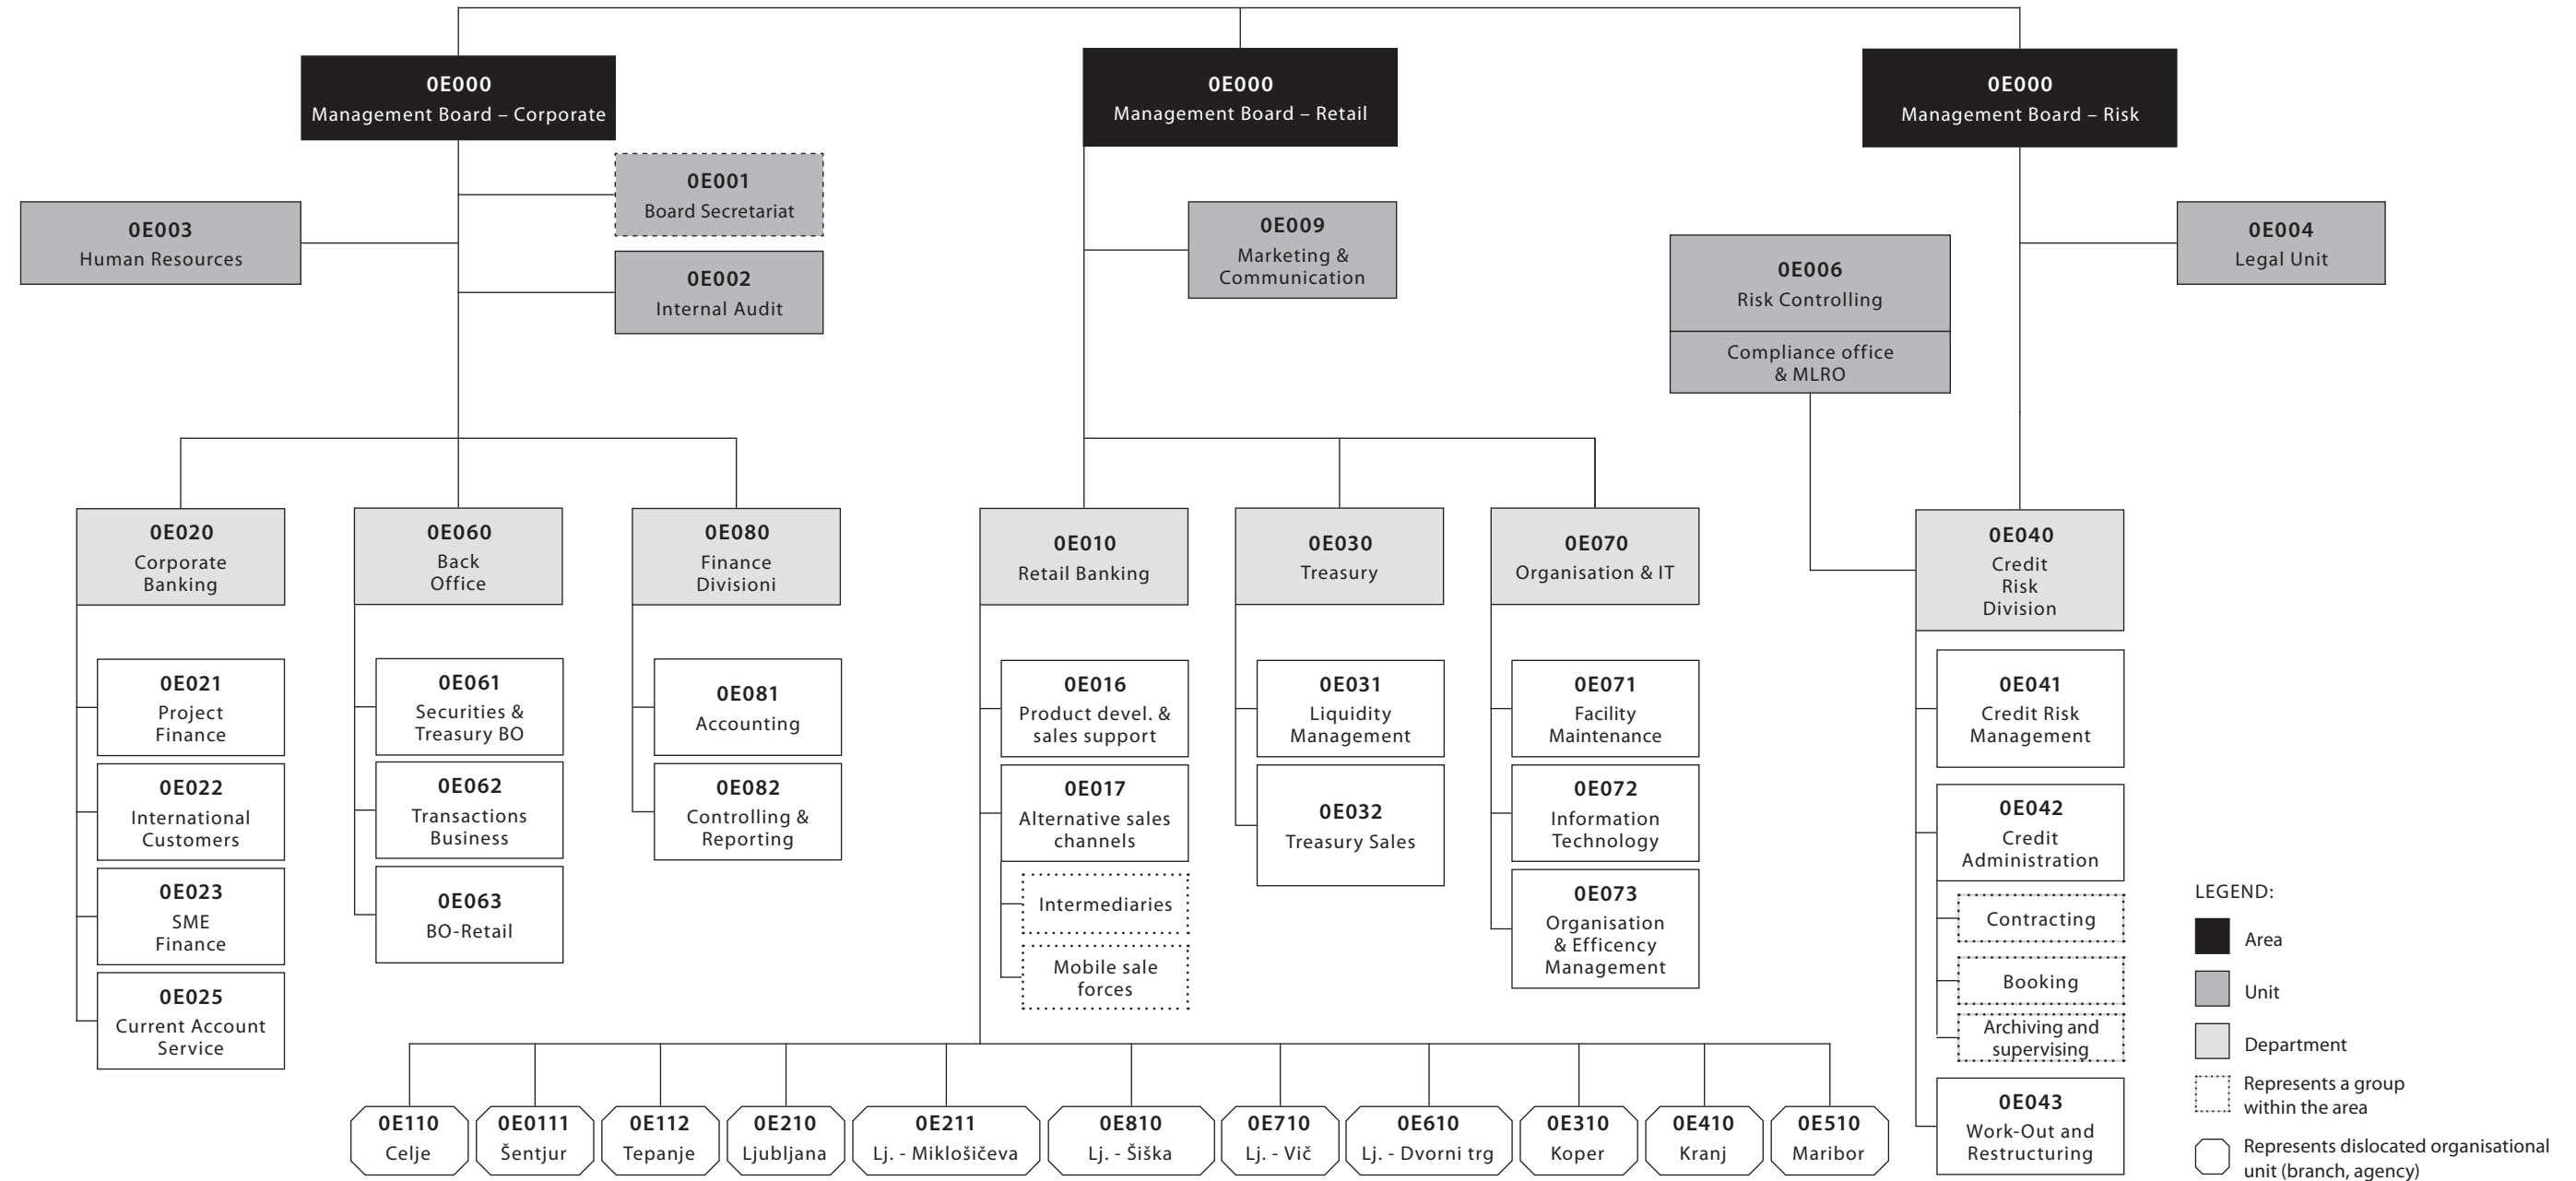 0E000
Management Board – Corporate
0E000
Management Board – Retail
0E000
Management Board – Risk
0E001
Board Secretariat
0E003
Human Resources
0E002
Internal Audit
0E009
Marketing &
Communication
0E006
Risk Controlling
Compliance office
& MLRO
0E004
Legal Unit
0E020
Corporate
Banking
0E060
Back
Office
0E080
Finance
Divisioni
0E010
Retail Banking
0E030
Treasury
0E070
Organisation & IT
0E040
Credit
Risk
Division
0E021
Project
Finance
0E022
International
Customers
0E023
SME
Finance
0E025
Current Account
Service
0E061
Securities &
Treasury BO
0E062
Transactions
Business
0E063
BO-Retail
0E081
Accounting
0E082
Controlling &
Reporting
0E016
Product devel. &
sales support
0E017
Alternative sales
channels
Intermediaries
Mobile sale
forces
0E031
Liquidity
Management
0E032
Treasury Sales
0E071
Facility
Maintenance
0E072
Information
Technology
0E073
Organisation
& Efficency
Management
0E041
Credit Risk
Management
0E042
Credit
Administration
Contracting
Booking
Archiving and
supervising
0E043
Work-Out and
Restructuring
0E110
Celje
0E0111
Šentjur
0E112
Tepanje
0E210
Ljubljana
0E211
Lj. - Miklošičeva
0E810
Lj. - Šiška
0E710
Lj. - Vič
0E610
Lj. - Dvorni trg
0E310
Koper
0E410
Kranj
0E510
Maribor
LEGEND:
Area
Unit
Department
Represents a group
within the area
Represents dislocated organisational
unit (branch, agency)